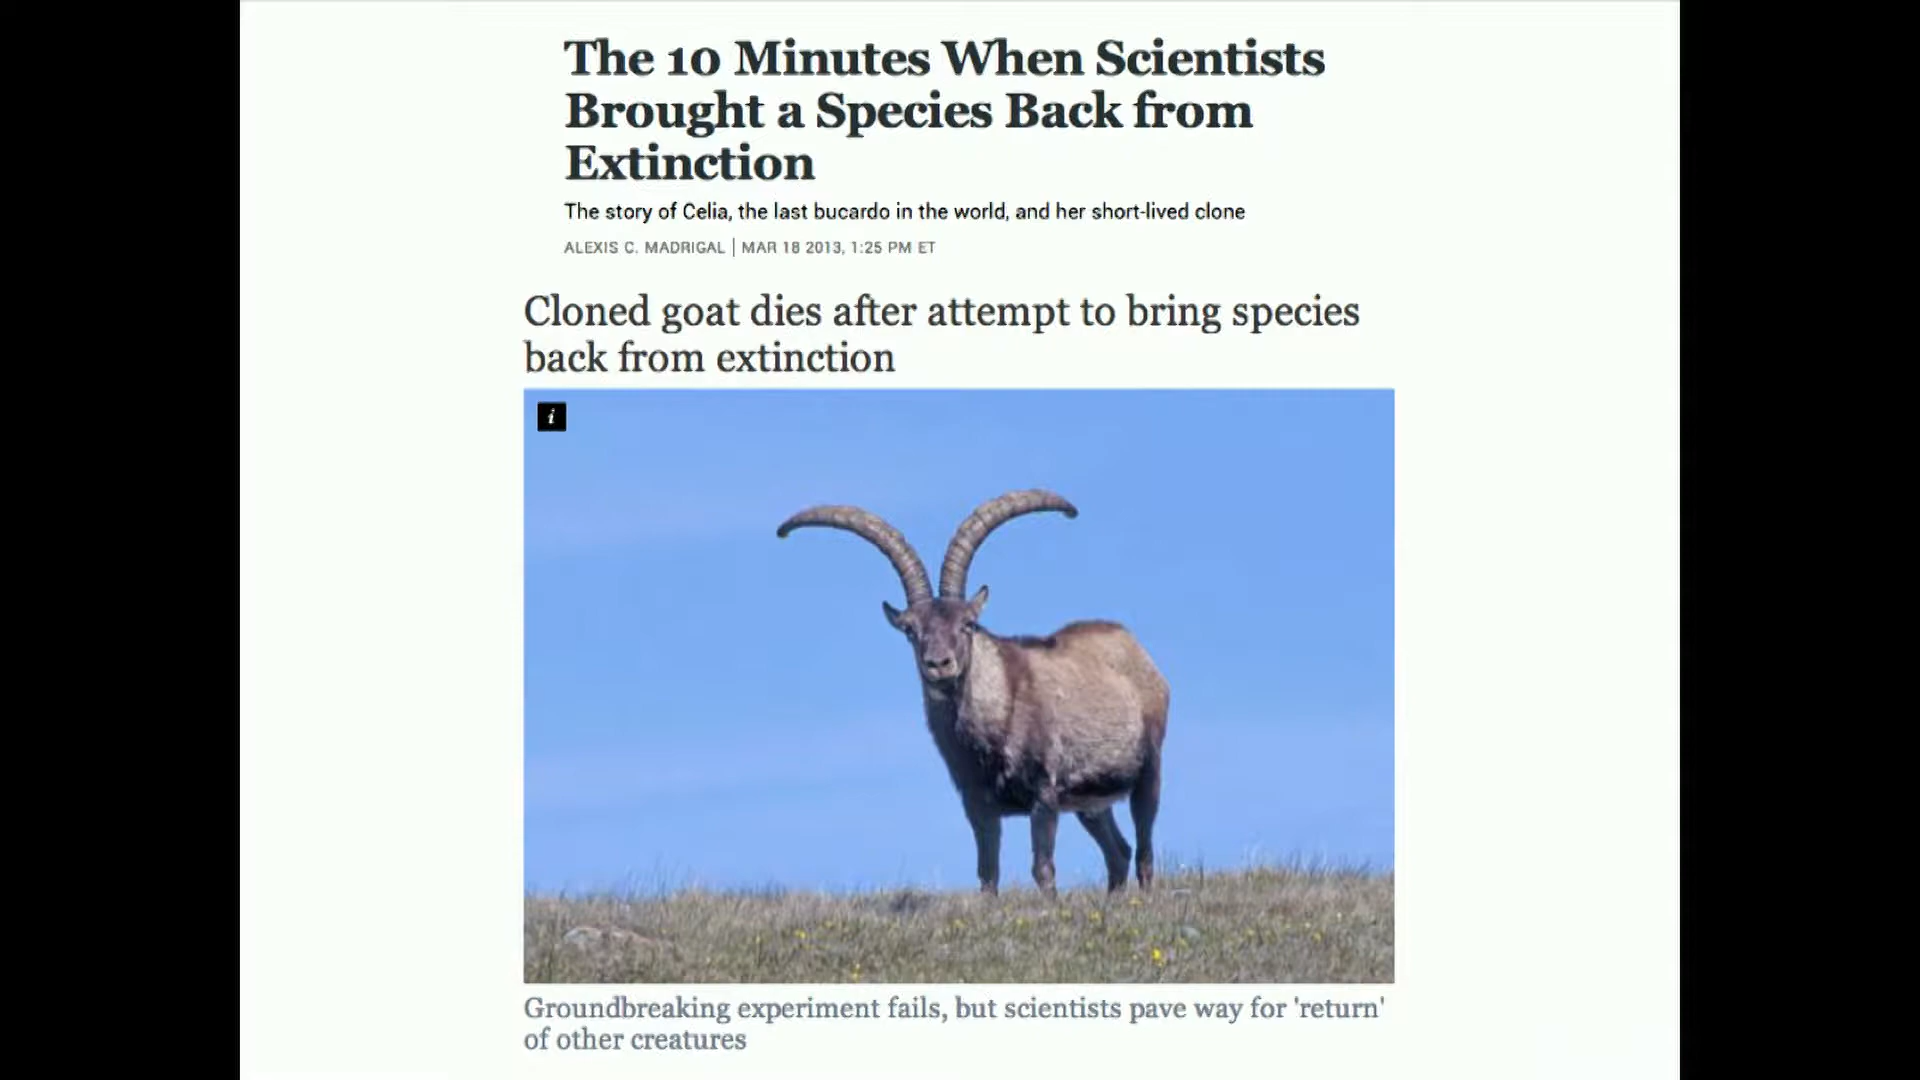 The 10 Minutes When Scientists
Brought a Species Back from
Extinction
The story of Celia, the last bucardo in the world, and her short-lived clone
ALEXIS C. MADRIGAL | MAR 18 2013, 1:25 PM ET
Cloned goat dies after attempt to bring species
back from extinction
i
Groundbreaking experiment fails, but scientists pave way for 'return'
of other creatures